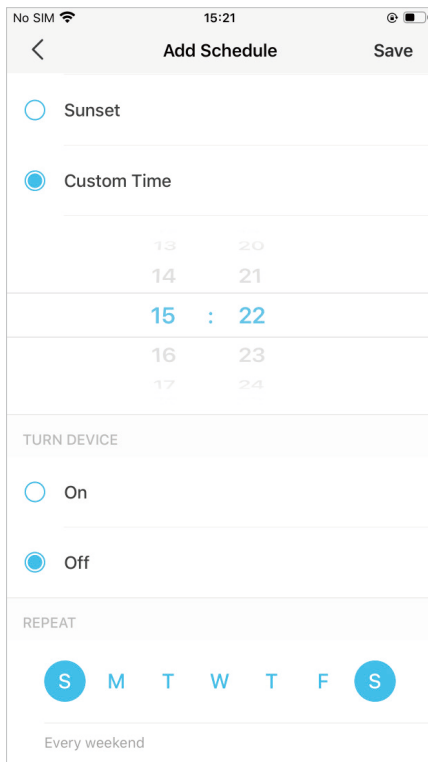 No SIM 15:21
Add Schedule Save
Sunset
Custom Time
13 20
14 21
15 : 22
16 23
17 24
TURN DEVICE
On
Off
REPEAT
S M T W T F S
Every weekend